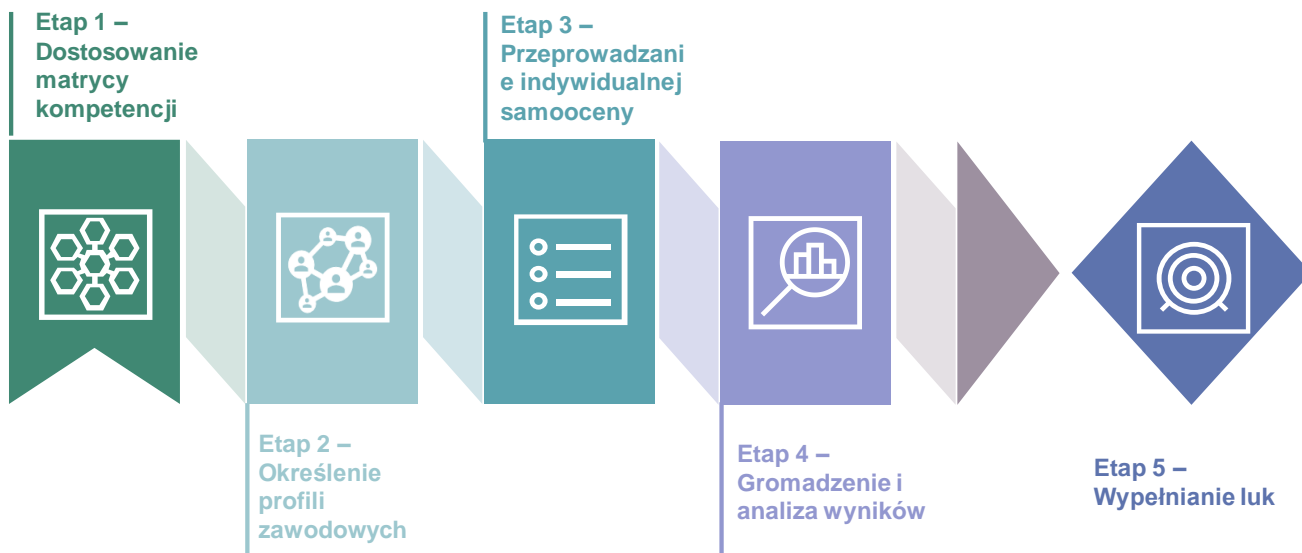 Etap 1 –
Dostosowanie
matrycy
kompetencji
Etap 2 –
Określenie
profili
zawodowych
Etap 3 –
Przeprowadzani
e indywidualnej
samooceny
Etap 4 –
Gromadzenie i
analiza wyników
Etap 5 –
Wypełnianie luk